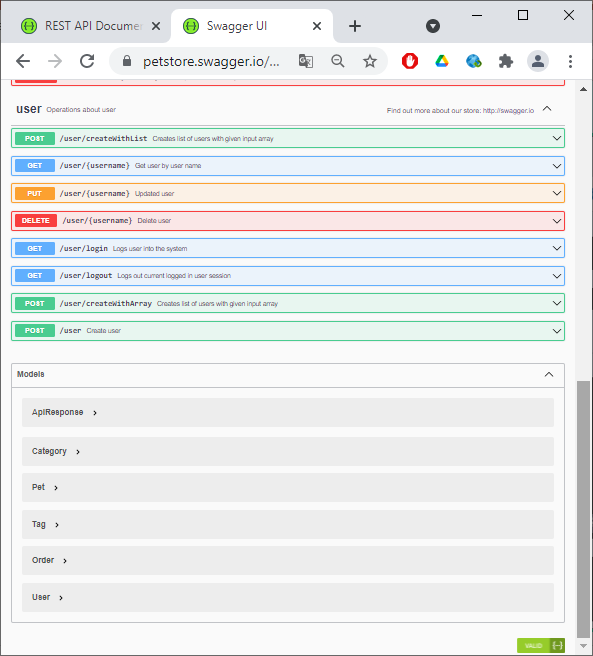 REST API Documen
Swagger UI
petstore.swagger.io/...
user Operations about user Find out more about our store: http://swagger.io
POST /user/createWithList Creates list of users with given input array
GET /user/{username} Get user by user name
PUT /user/{username} Updated user
DELETE /user/{username} Delete user
GET /user/login Logs user into the system
GET /user/logout Logs out current logged in user session
POST /user/createWithArray Creates list of users with given input array
POST /user Create user
Models
ApiResponse
Category
Pet
Tag
Order
User
VALID {-}